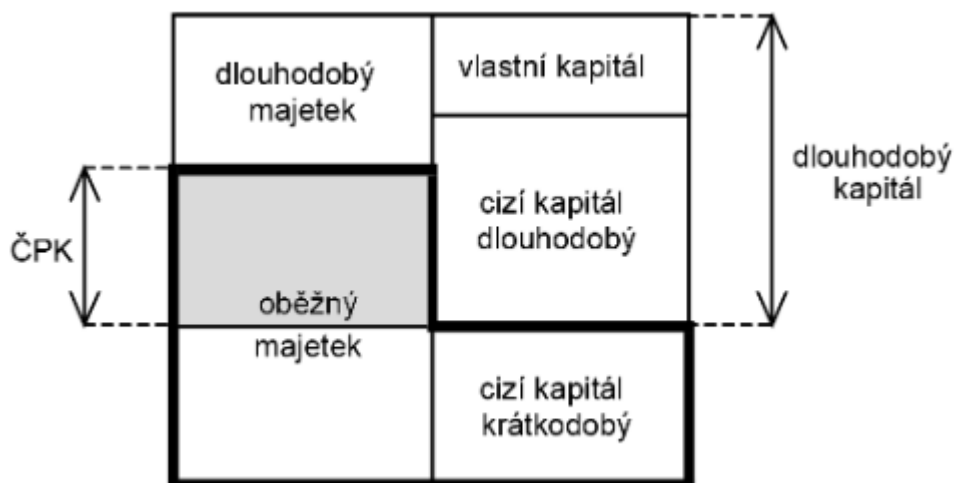 dlouhodobý
majetek
vlastní kapitál
dlouhodobý
kapitál
cizí kapitál
dlouhodobý
ČPK
oběžný
majetek
cizí kapitál
krátkodobý